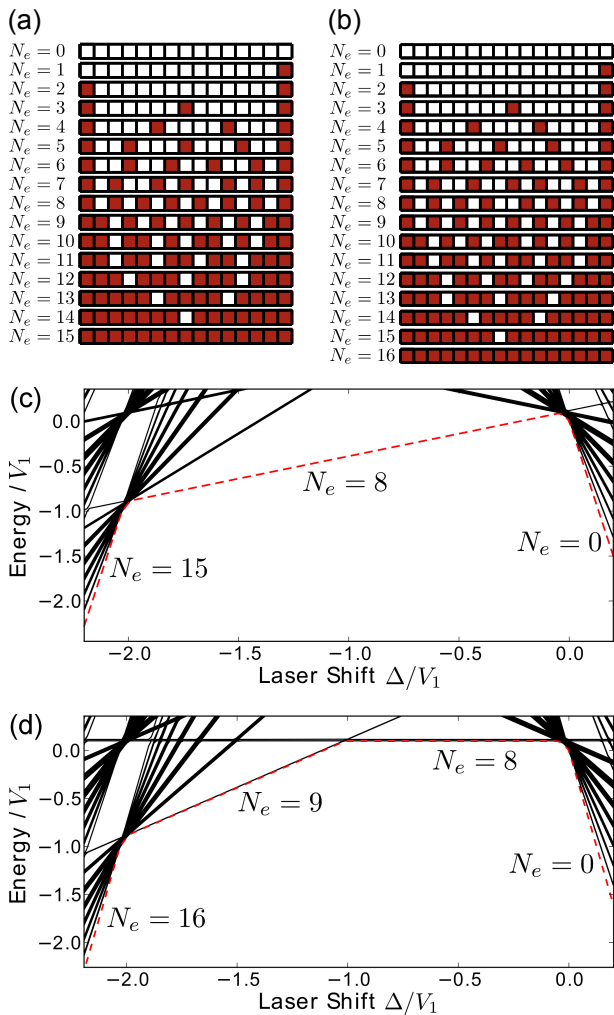 (a)
N_e = 0
N_e = 1
N_e = 2
N_e = 3
N_e = 4
N_e = 5
N_e = 6
N_e = 7
N_e = 8
N_e = 9
N_e = 10
N_e = 11
N_e = 12
N_e = 13
N_e = 14
N_e = 15
(b)
N_e = 0
N_e = 1
N_e = 2
N_e = 3
N_e = 4
N_e = 5
N_e = 6
N_e = 7
N_e = 8
N_e = 9
N_e = 10
N_e = 11
N_e = 12
N_e = 13
N_e = 14
N_e = 15
N_e = 16
(c)
Energy / V_1
0.0
−0.5
−1.0
−1.5
−2.0
N_e = 8
N_e = 15
N_e = 0
−2.0 −1.5 −1.0 −0.5 0.0
Laser Shift Δ/V_1
(d)
Energy / V_1
0.0
−0.5
−1.0
−1.5
−2.0
N_e = 8
N_e = 9
N_e = 0
N_e = 16
−2.0 −1.5 −1.0 −0.5 0.0
Laser Shift Δ/V_1